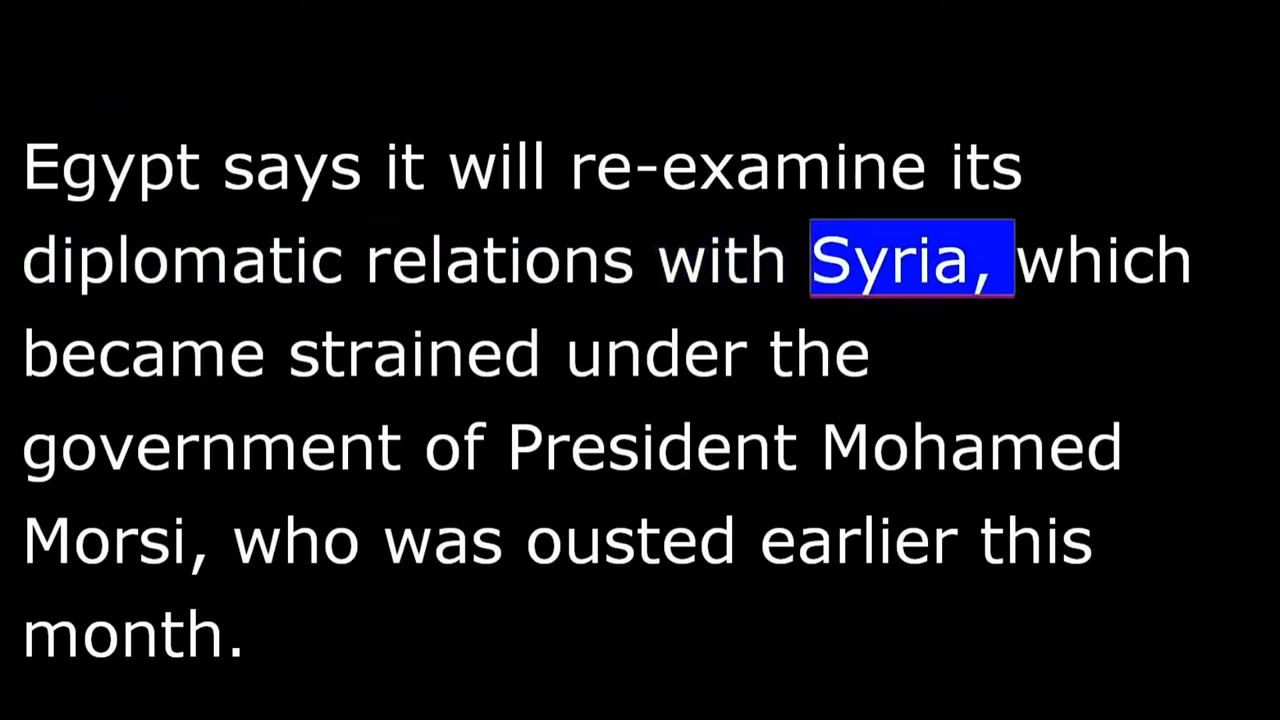 Egypt says it will re-examine its
diplomatic relations with Syria, which
became strained under the
government of President Mohamed
Morsi, who was ousted earlier this
month.